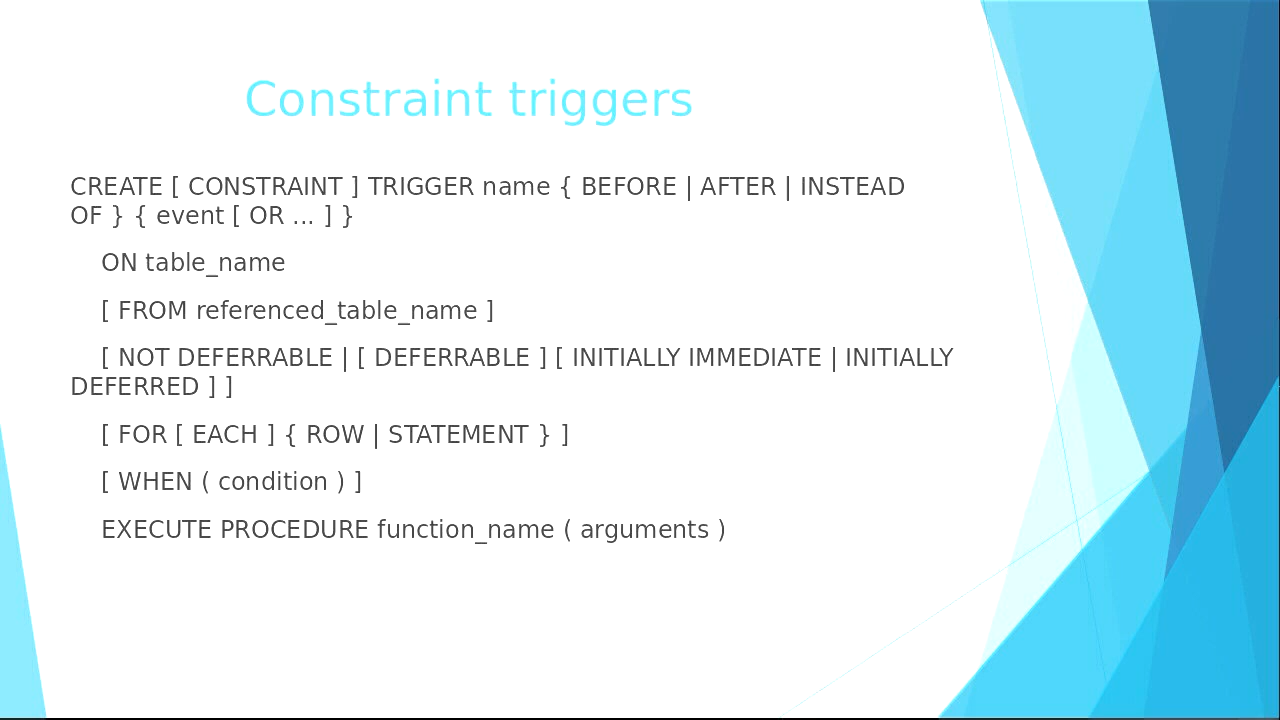 Constraint triggers
CREATE [ CONSTRAINT ] TRIGGER name { BEFORE | AFTER | INSTEAD
OF } { event [ OR ... ] }
ON table_name
[ FROM referenced_table_name ]
[ NOT DEFERRABLE | [ DEFERRABLE ] [ INITIALLY IMMEDIATE | INITIALLY
DEFERRED ] ]
[ FOR [ EACH ] { ROW | STATEMENT } ]
[ WHEN ( condition ) ]
EXECUTE PROCEDURE function_name ( arguments )